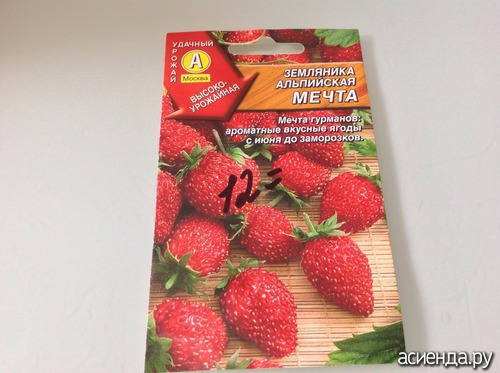 УДАЧНЫЙ
УРОЖАЙ
А
Москва
ВЫСОКО-
УРОЖАЙНАЯ
ЗЕМЛЯНИКА
АЛЬПИЙСКАЯ
МЕЧТА
Мечта гурманов:
ароматные вкусные ягоды
с июня до заморозков.
12=
асиенда.ру